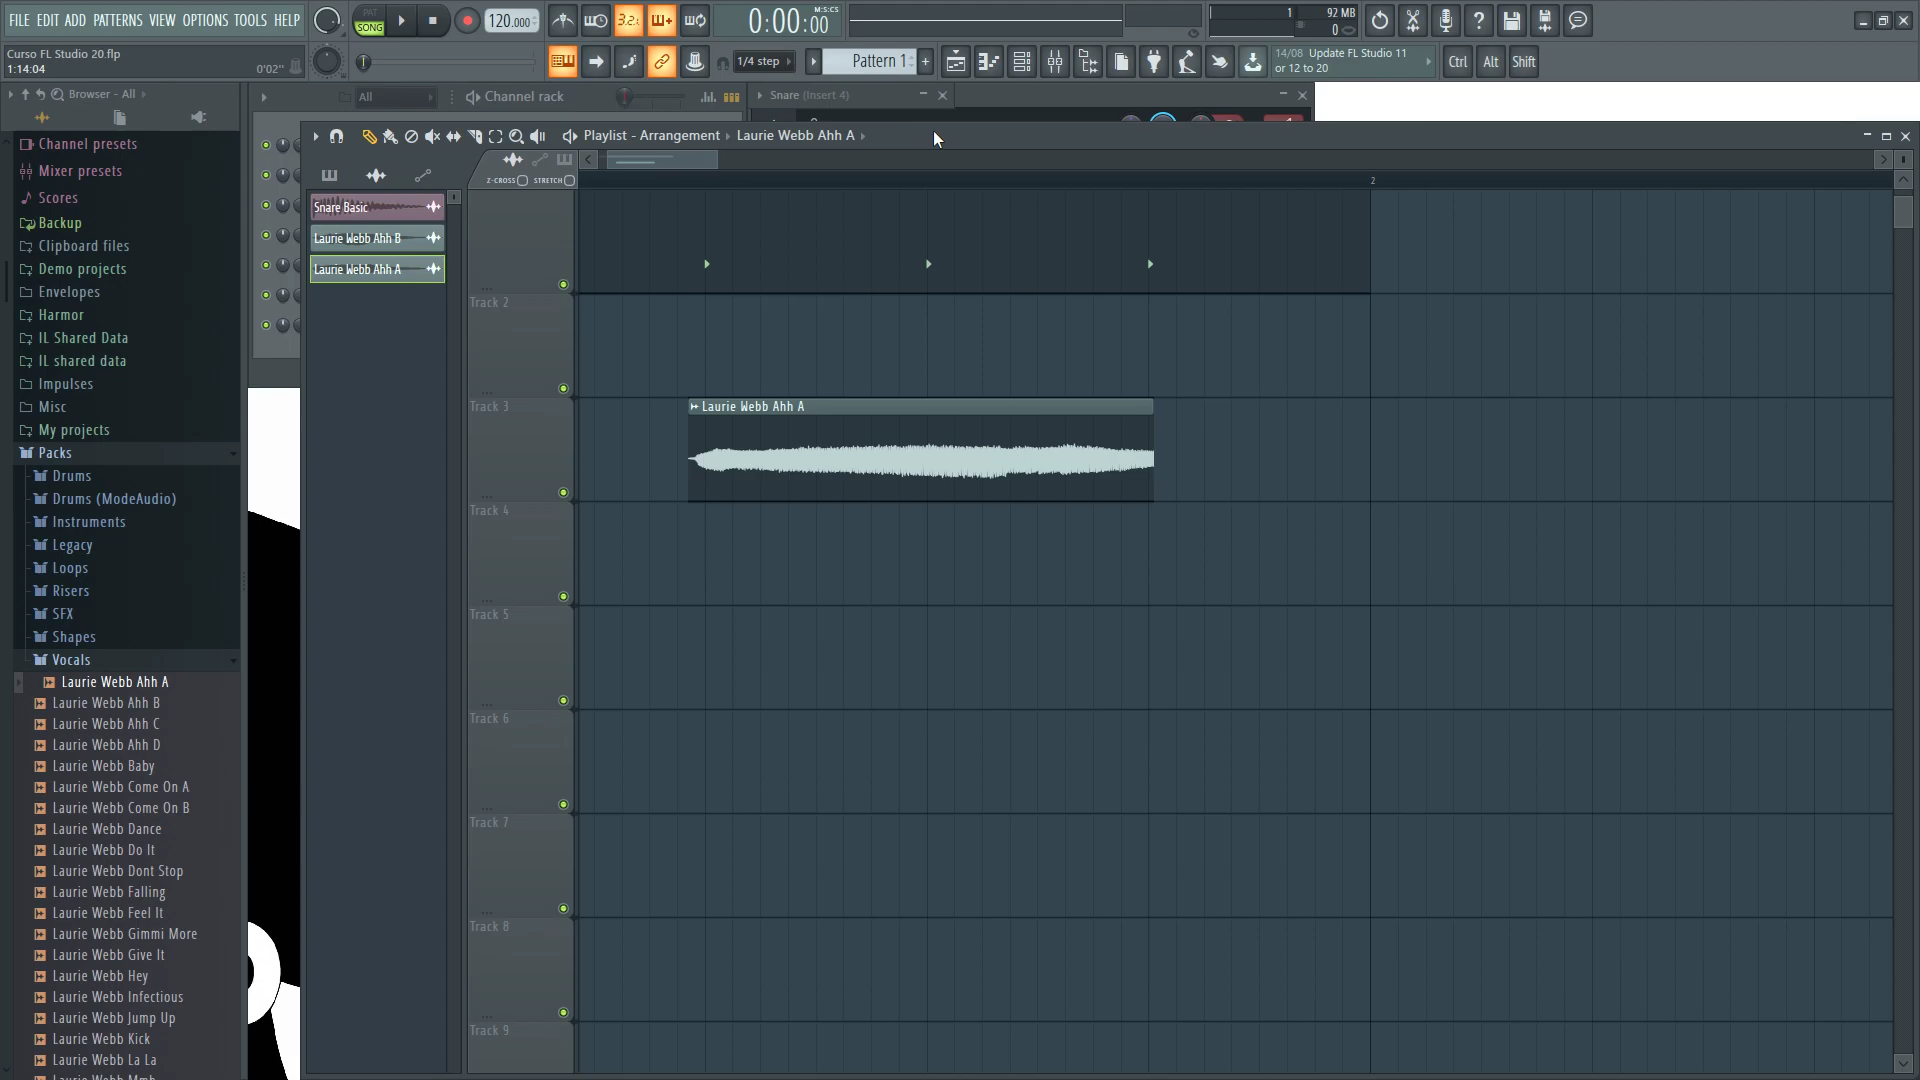 FILE EDIT ADD PATTERNS VIEW OPTIONS TOOLS HELP
PAT
SONG
120.000
3.2.
0:00:00
M:S:CS
1
92 MB
0
Curso FL Studio 20.flp
1:14:04
0'02"
1/4 step
Pattern 1
+
14/08 Update FL Studio 11
or 12 to 20
Ctrl
Alt
Shift
Browser - All
All
Channel rack
Snare (Insert 4)
Playlist - Arrangement › Laurie Webb Ahh A ›
Z-CROSS
STRETCH
2
Channel presets
Mixer presets
Scores
Backup
Clipboard files
Demo projects
Envelopes
Harmor
IL Shared Data
IL shared data
Impulses
Misc
My projects
Packs
Drums
Drums (ModeAudio)
Instruments
Legacy
Loops
Risers
SFX
Shapes
Vocals
Laurie Webb Ahh A
Laurie Webb Ahh B
Laurie Webb Ahh C
Laurie Webb Ahh D
Laurie Webb Baby
Laurie Webb Come On A
Laurie Webb Come On B
Laurie Webb Dance
Laurie Webb Do It
Laurie Webb Dont Stop
Laurie Webb Falling
Laurie Webb Feel It
Laurie Webb Gimmi More
Laurie Webb Give It
Laurie Webb Hey
Laurie Webb Infectious
Laurie Webb Jump Up
Laurie Webb Kick
Laurie Webb La La
Snare Basic
Laurie Webb Ahh B
Laurie Webb Ahh A
Track 2
Track 3
Laurie Webb Ahh A
Track 4
Track 5
Track 6
Track 7
Track 8
Track 9